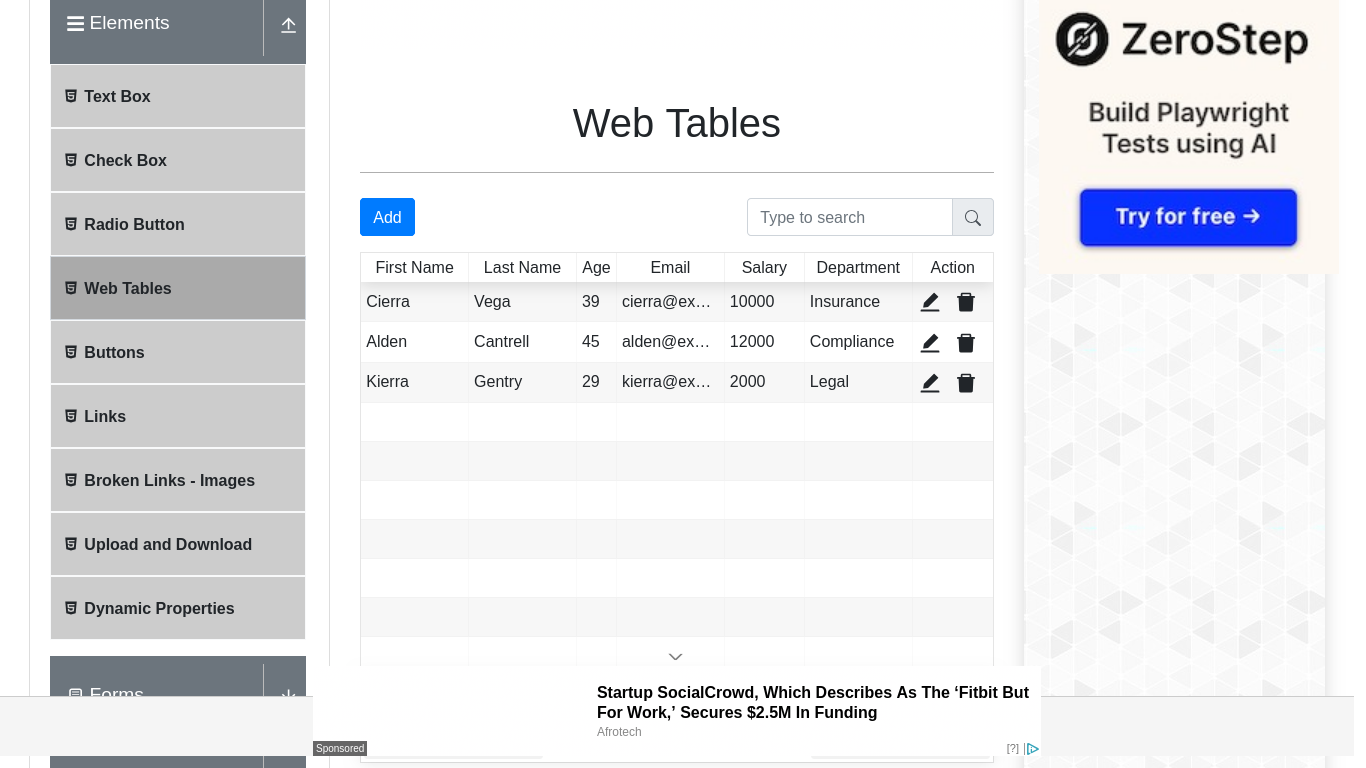 Elements
Text Box
Check Box
Radio Button
Web Tables
Buttons
Links
Broken Links - Images
Upload and Download
Dynamic Properties
Forms
Web Tables
Add
Type to search
First Name Last Name Age Email Salary Department Action
Cierra Vega 39 cierra@ex… 10000 Insurance
Alden Cantrell 45 alden@ex… 12000 Compliance
Kierra Gentry 29 kierra@ex… 2000 Legal
ZeroStep
Build Playwright
Tests using AI
Try for free →
Startup SocialCrowd, Which Describes As The ‘Fitbit But
For Work,’ Secures $2.5M In Funding
Afrotech
Sponsored
[?]